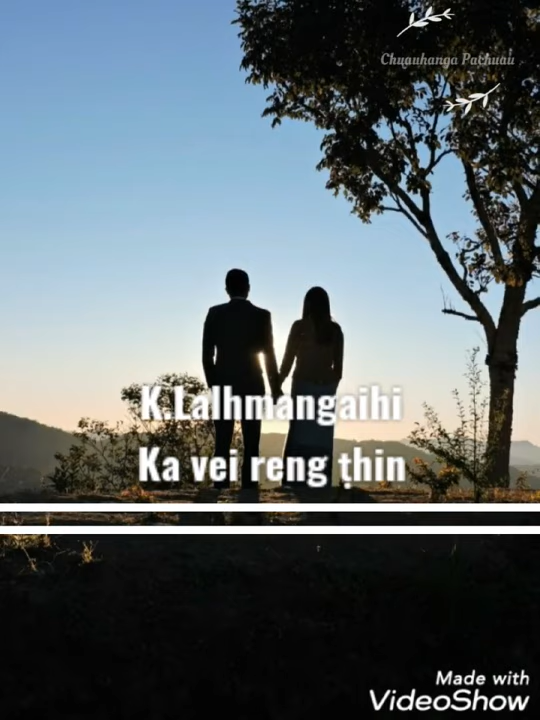 Chuauhanga Pachuau
K.Lalhmangaihi
Ka vei reng ṭhin
Made with
VideoShow